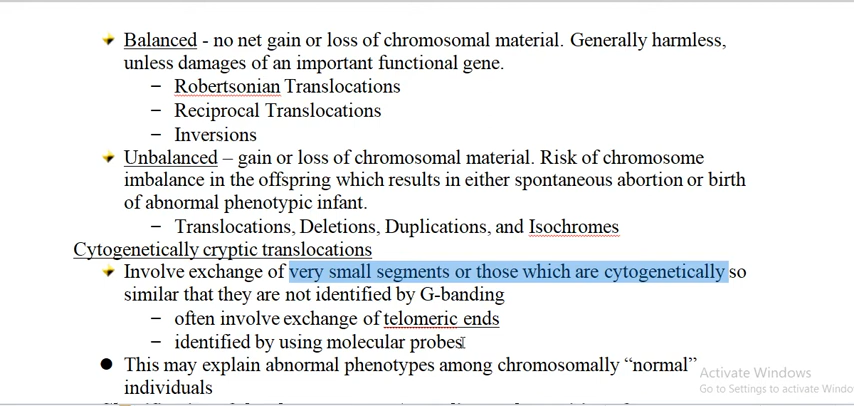 Balanced - no net gain or loss of chromosomal material. Generally harmless,
unless damages of an important functional gene.
– Robertsonian Translocations
– Reciprocal Translocations
– Inversions
Unbalanced – gain or loss of chromosomal material. Risk of chromosome
imbalance in the offspring which results in either spontaneous abortion or birth
of abnormal phenotypic infant.
– Translocations, Deletions, Duplications, and Isochromes
Cytogenetically cryptic translocations
Involve exchange of very small segments or those which are cytogenetically so
similar that they are not identified by G-banding
– often involve exchange of telomeric ends
– identified by using molecular probes
● This may explain abnormal phenotypes among chromosomally “normal”
individuals
Activate Windows
Go to Settings to activate Windows